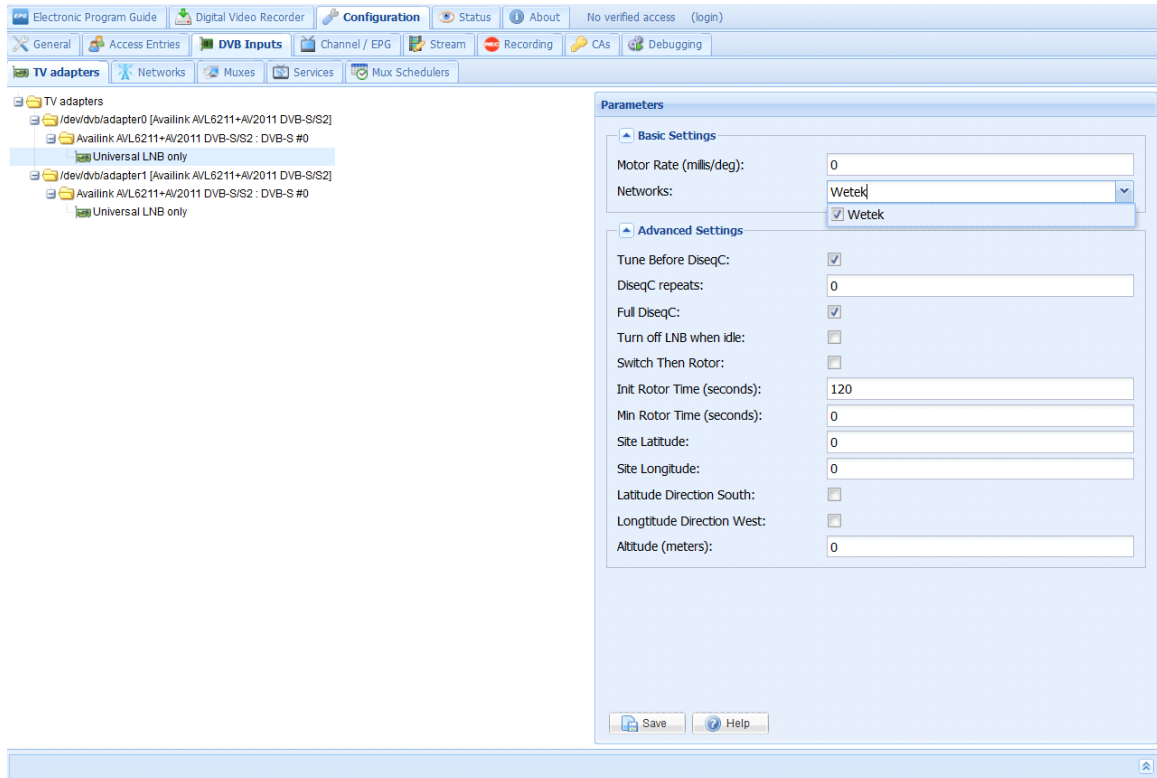 EPG Electronic Program Guide Digital Video Recorder Configuration Status About No verified access (login)
General Access Entries DVB Inputs Channel / EPG Stream REC Recording CAs Debugging
TV adapters Networks Muxes Services Mux Schedulers
TV adapters
/dev/dvb/adapter0 [Availink AVL6211+AV2011 DVB-S/S2]
Availink AVL6211+AV2011 DVB-S/S2 : DVB-S #0
Universal LNB only
/dev/dvb/adapter1 [Availink AVL6211+AV2011 DVB-S/S2]
Availink AVL6211+AV2011 DVB-S/S2 : DVB-S #0
Universal LNB only
Parameters
Basic Settings
Motor Rate (millis/deg): 0
Networks: Wetek
Wetek
Advanced Settings
Tune Before DiseqC:
DiseqC repeats: 0
Full DiseqC:
Turn off LNB when idle:
Switch Then Rotor:
Init Rotor Time (seconds): 120
Min Rotor Time (seconds): 0
Site Latitude: 0
Site Longitude: 0
Latitude Direction South:
Longtitude Direction West:
Altitude (meters): 0
Save Help